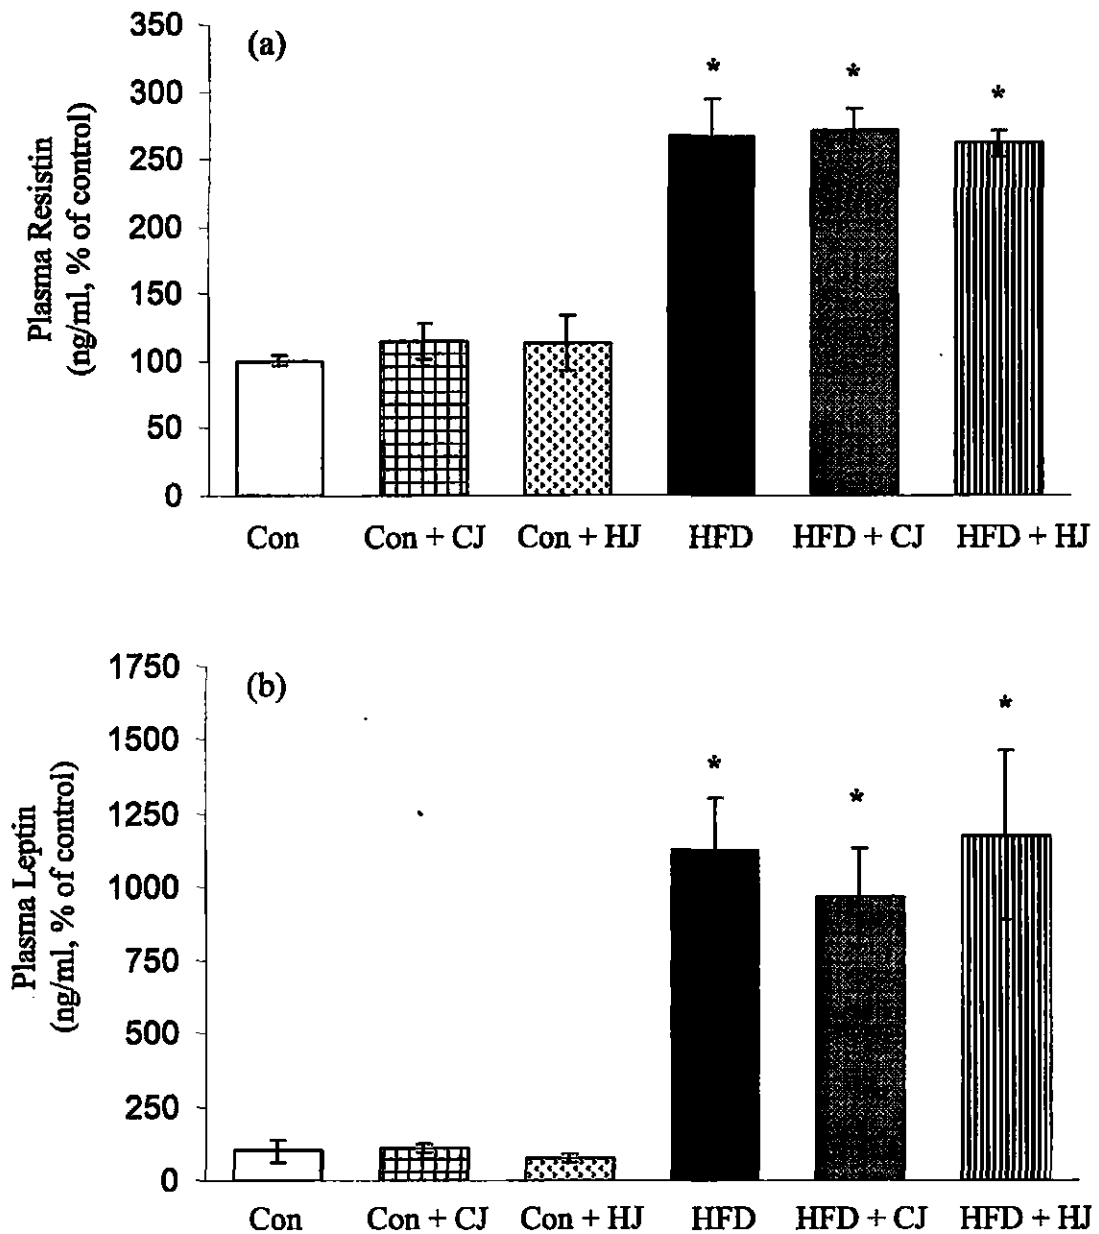 (a)
Plasma Resistin
(ng/ml, % of control)
350
300
250
200
150
100
50
0
*
*
*
Con
Con + CJ
Con + HJ
HFD
HFD + CJ
HFD + HJ
(b)
Plasma Leptin
(ng/ml, % of control)
1750
1500
1250
1000
750
500
250
0
*
*
*
Con
Con + CJ
Con + HJ
HFD
HFD + CJ
HFD + HJ